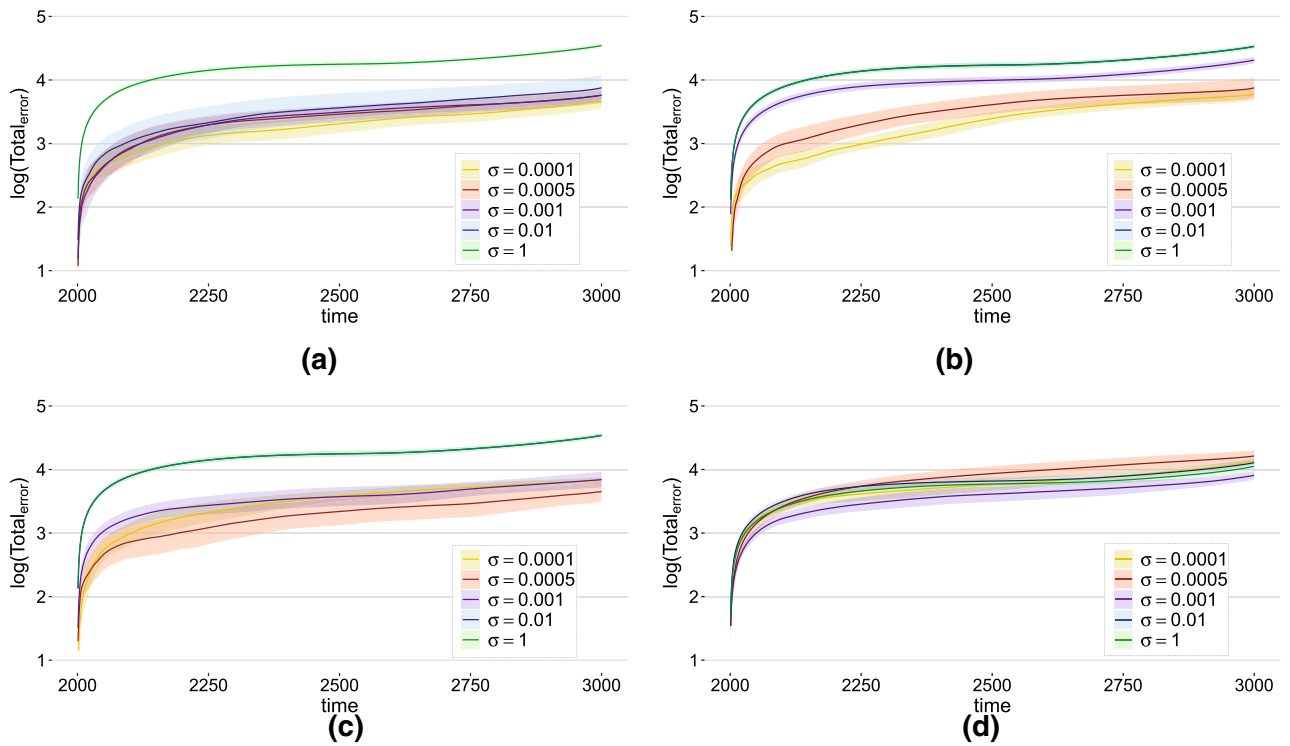 5
4
3
2
1
log(Total_error)
σ = 0.0001
σ = 0.0005
σ = 0.001
σ = 0.01
σ = 1
2000 2250 2500 2750 3000
time
(a)
5
4
3
2
1
log(Total_error)
σ = 0.0001
σ = 0.0005
σ = 0.001
σ = 0.01
σ = 1
2000 2250 2500 2750 3000
time
(b)
5
4
3
2
1
log(Total_error)
σ = 0.0001
σ = 0.0005
σ = 0.001
σ = 0.01
σ = 1
2000 2250 2500 2750 3000
time
(c)
5
4
3
2
1
log(Total_error)
σ = 0.0001
σ = 0.0005
σ = 0.001
σ = 0.01
σ = 1
2000 2250 2500 2750 3000
time
(d)